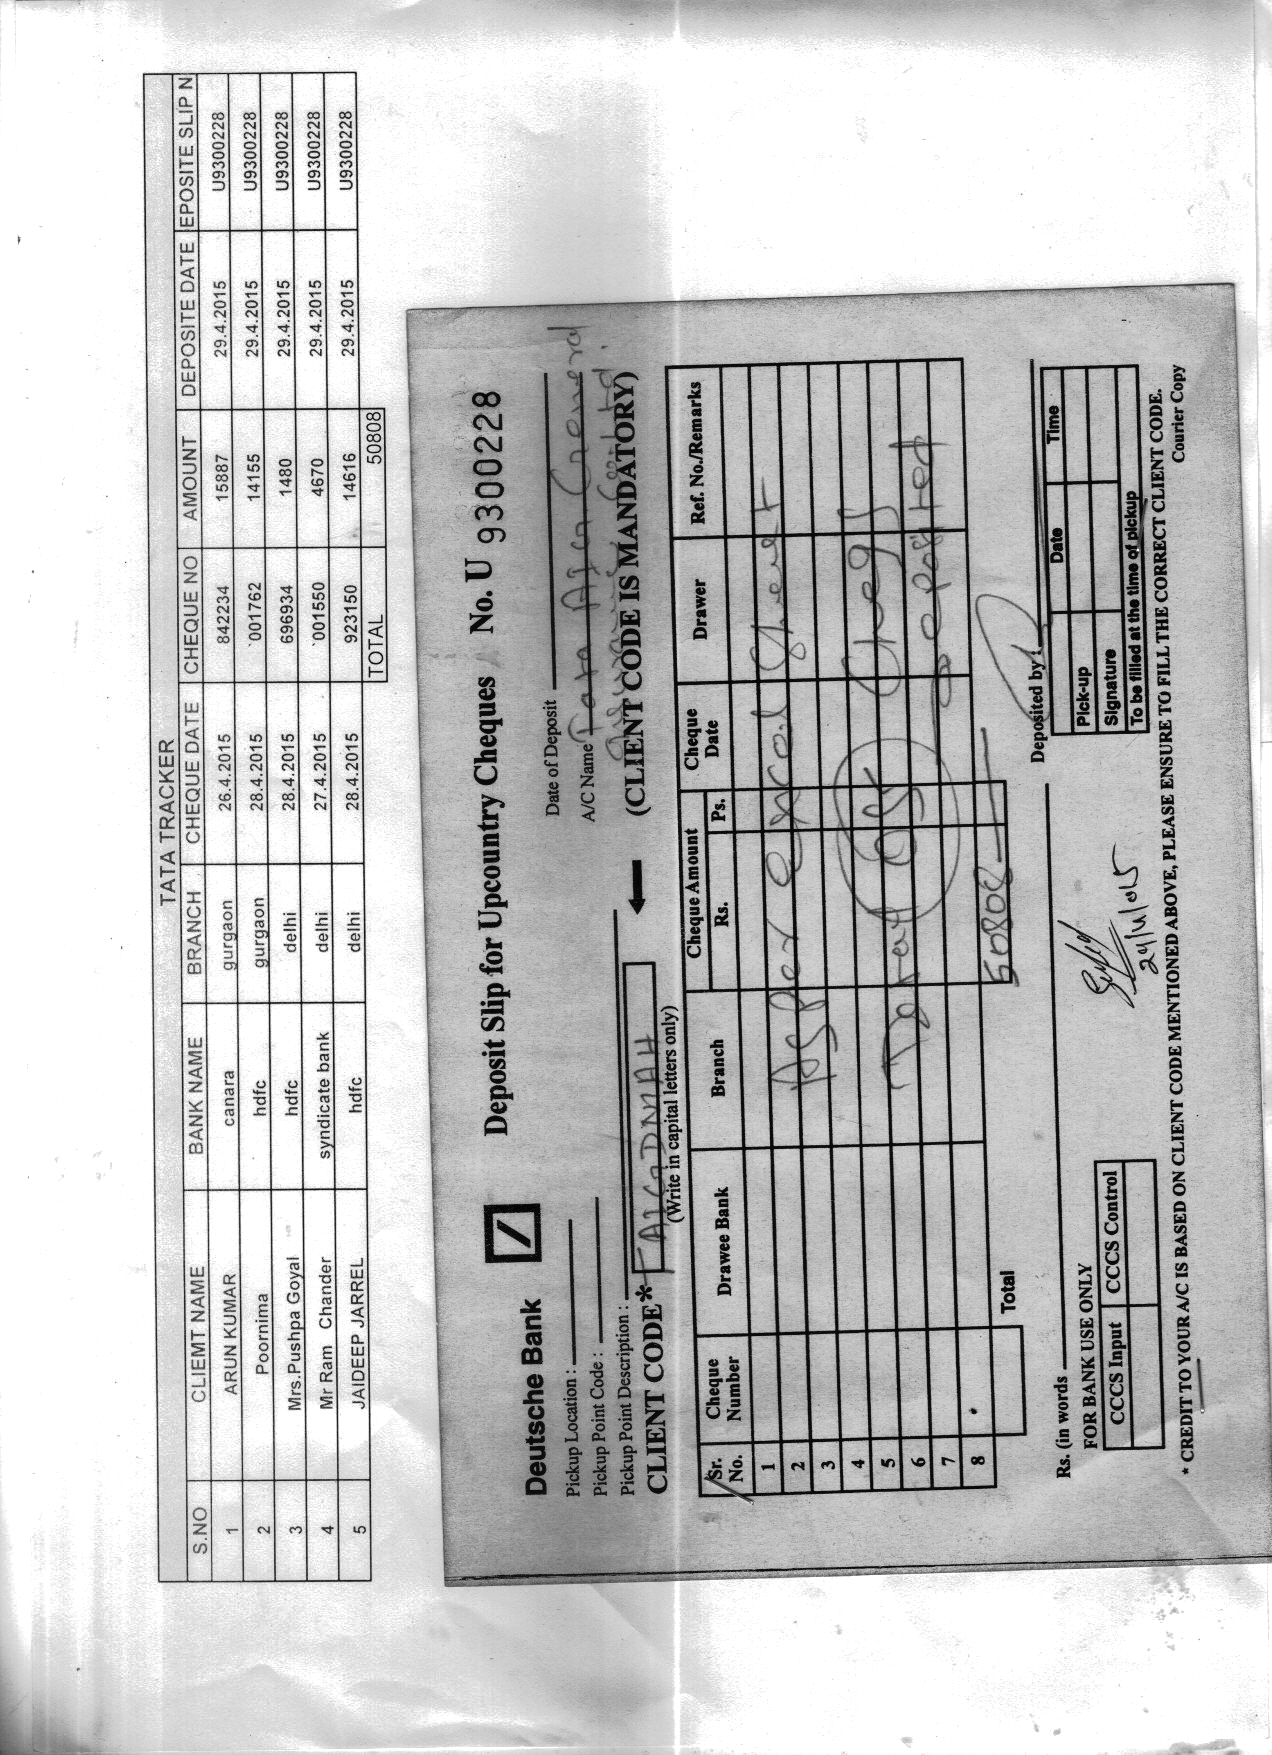 TATA TRACKER
S.NO CLIEMT NAME BANK NAME BRANCH CHEQUE DATE CHEQUE NO AMOUNT DEPOSITE DATE EPOSITE SLIP N
1 ARUN KUMAR canara gurgaon 26.4.2015 842234 15887 29.4.2015 U9300228
2 Poornima hdfc gurgaon 28.4.2015 `001762 14155 29.4.2015 U9300228
3 Mrs.Pushpa Goyal hdfc delhi 28.4.2015 696934 1480 29.4.2015 U9300228
4 Mr Ram Chander syndicate bank delhi 27.4.2015 `001550 4670 29.4.2015 U9300228
5 JAIDEEP JARREL hdfc delhi 28.4.2015 923150 14616 29.4.2015 U9300228
TOTAL 50808
Deutsche Bank Deposit Slip for Upcountry Cheques No. U 9300228
Pickup Location : Date of Deposit
Pickup Point Code : A/C Name Tata AIG General
Pickup Point Description :
CLIENT CODE* (CLIENT CODE IS MANDATORY)
(Write in capital letters only)
Sr. No. Cheque Number Drawee Bank Branch Cheque Amount Rs. Ps. Cheque Date Drawer Ref. No./Remarks
1
2 As Per Excel Sheet
3
4
5 Total 05 Cheqs
6 Deposited
7
8
Total 50808
Rs. (in words Deposited by :
FOR BANK USE ONLY
CCCS Input CCCS Control
Date Time
Pick-up
Signature
To be filled at the time of pickup
* CREDIT TO YOUR A/C IS BASED ON CLIENT CODE MENTIONED ABOVE, PLEASE ENSURE TO FILL THE CORRECT CLIENT CODE.
Courier Copy